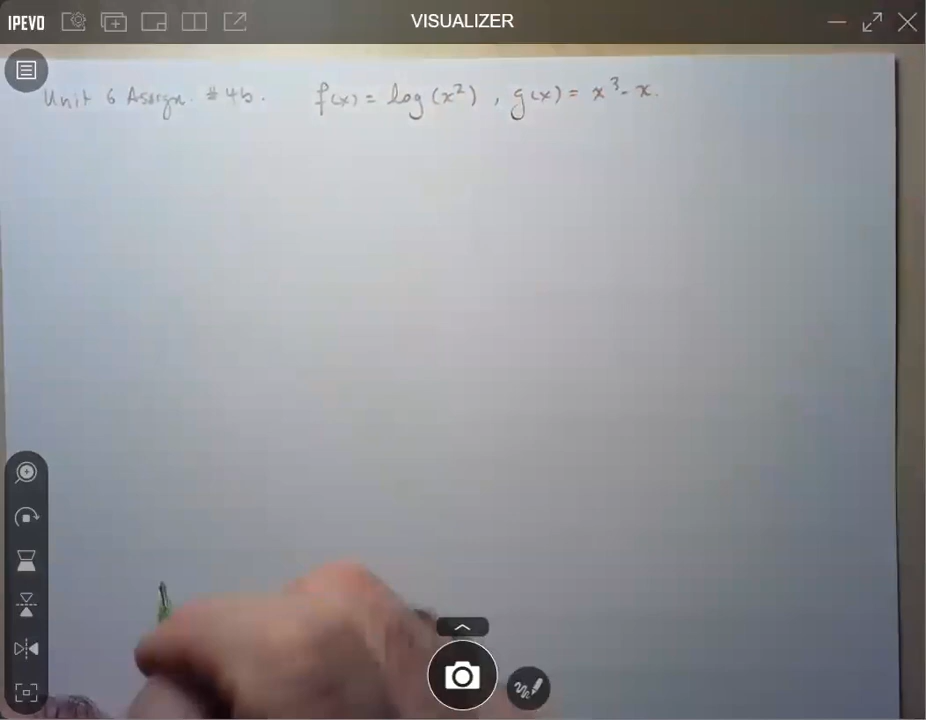 IPEVO
VISUALIZER
Unit 6 Assign. #4b. f(x) = log(x²), g(x) = x³-x.